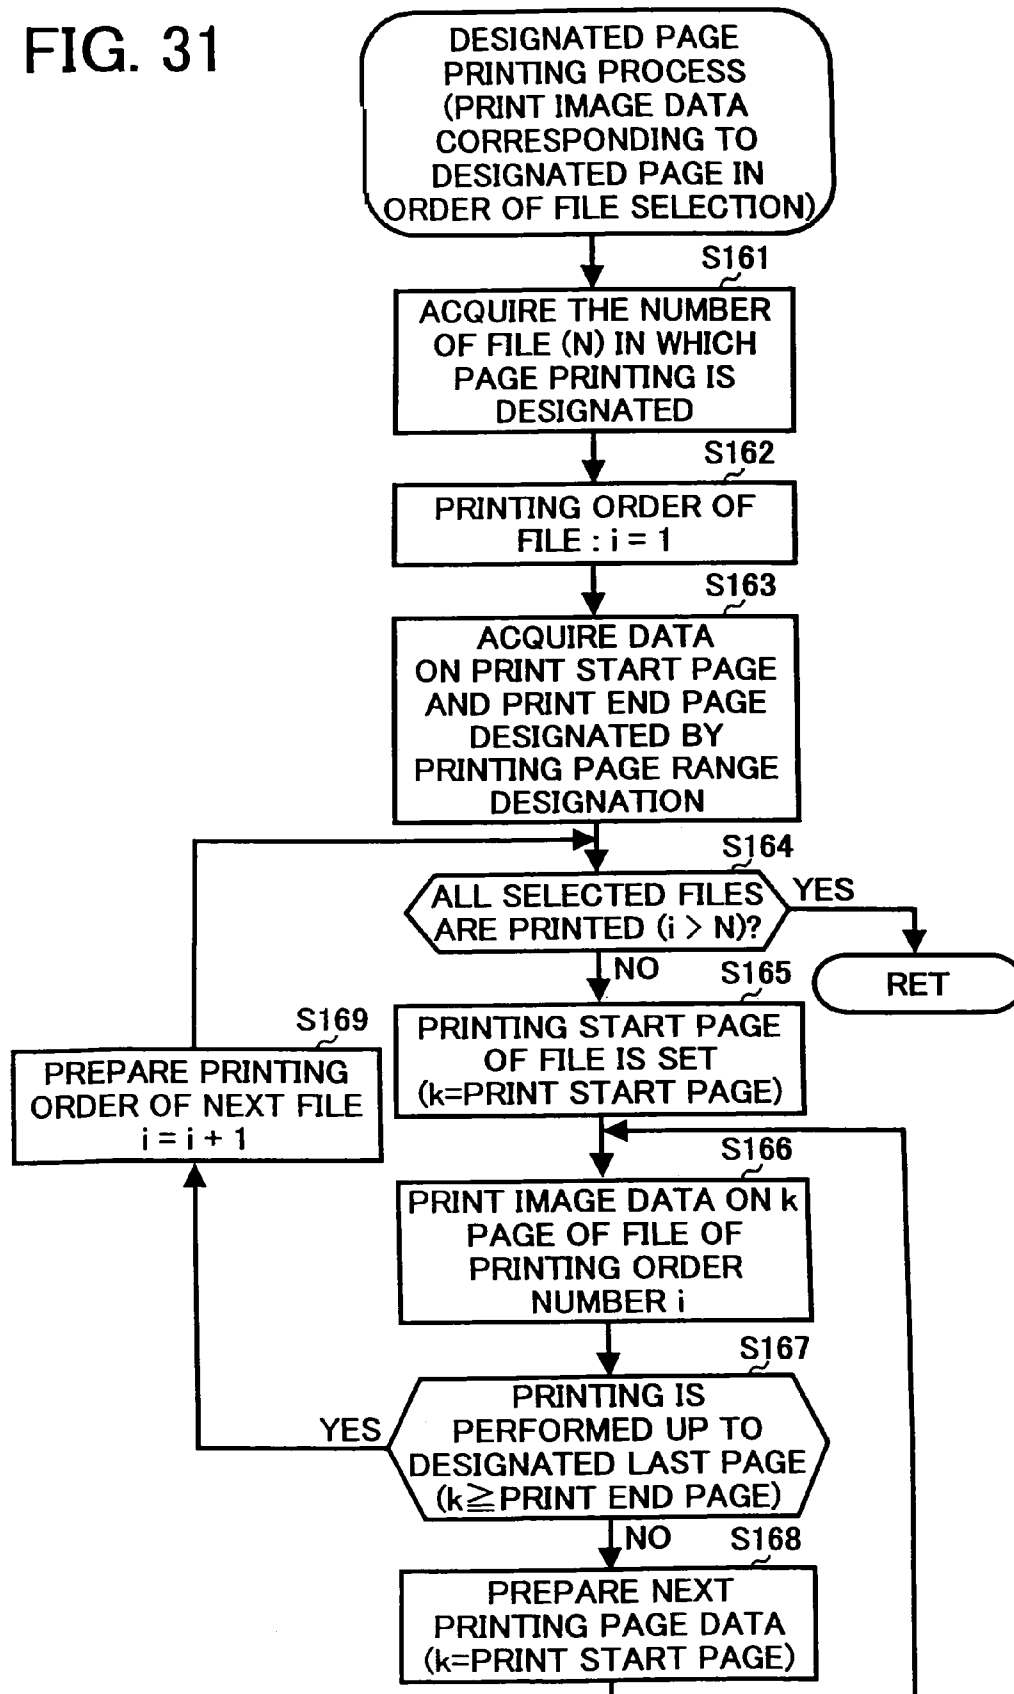 FIG. 31
DESIGNATED PAGE
PRINTING PROCESS
(PRINT IMAGE DATA
CORRESPONDING TO
DESIGNATED PAGE IN
ORDER OF FILE SELECTION)
S161
ACQUIRE THE NUMBER
OF FILE (N) IN WHICH
PAGE PRINTING IS
DESIGNATED
S162
PRINTING ORDER OF
FILE : i = 1
S163
ACQUIRE DATA
ON PRINT START PAGE
AND PRINT END PAGE
DESIGNATED BY
PRINTING PAGE RANGE
DESIGNATION
S164
ALL SELECTED FILES
ARE PRINTED (i > N)?
YES
RET
NO
S165
PRINTING START PAGE
OF FILE IS SET
(k=PRINT START PAGE)
S169
PREPARE PRINTING
ORDER OF NEXT FILE
i = i + 1
S166
PRINT IMAGE DATA ON k
PAGE OF FILE OF
PRINTING ORDER
NUMBER i
S167
PRINTING IS
PERFORMED UP TO
DESIGNATED LAST PAGE
(k≧PRINT END PAGE)
YES
NO
S168
PREPARE NEXT
PRINTING PAGE DATA
(k=PRINT START PAGE)